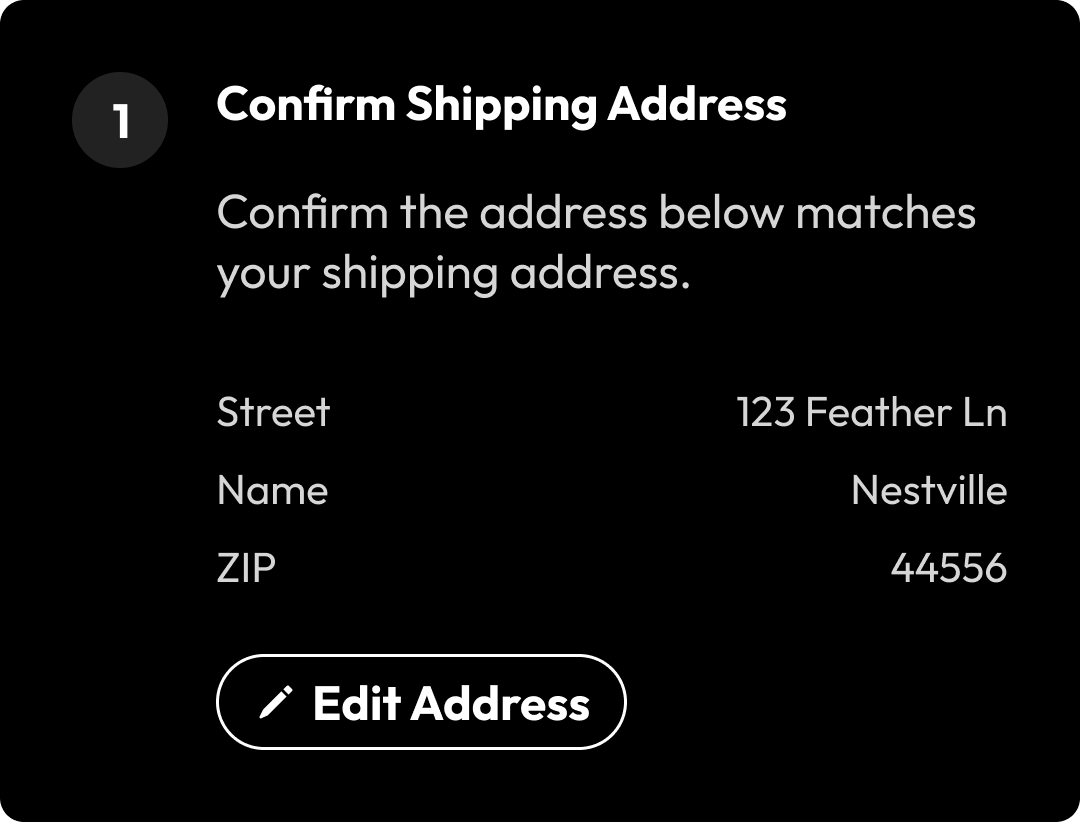 1
Confirm Shipping Address
Confirm the address below matches
your shipping address.
Street 123 Feather Ln
Name Nestville
ZIP 44556
Edit Address